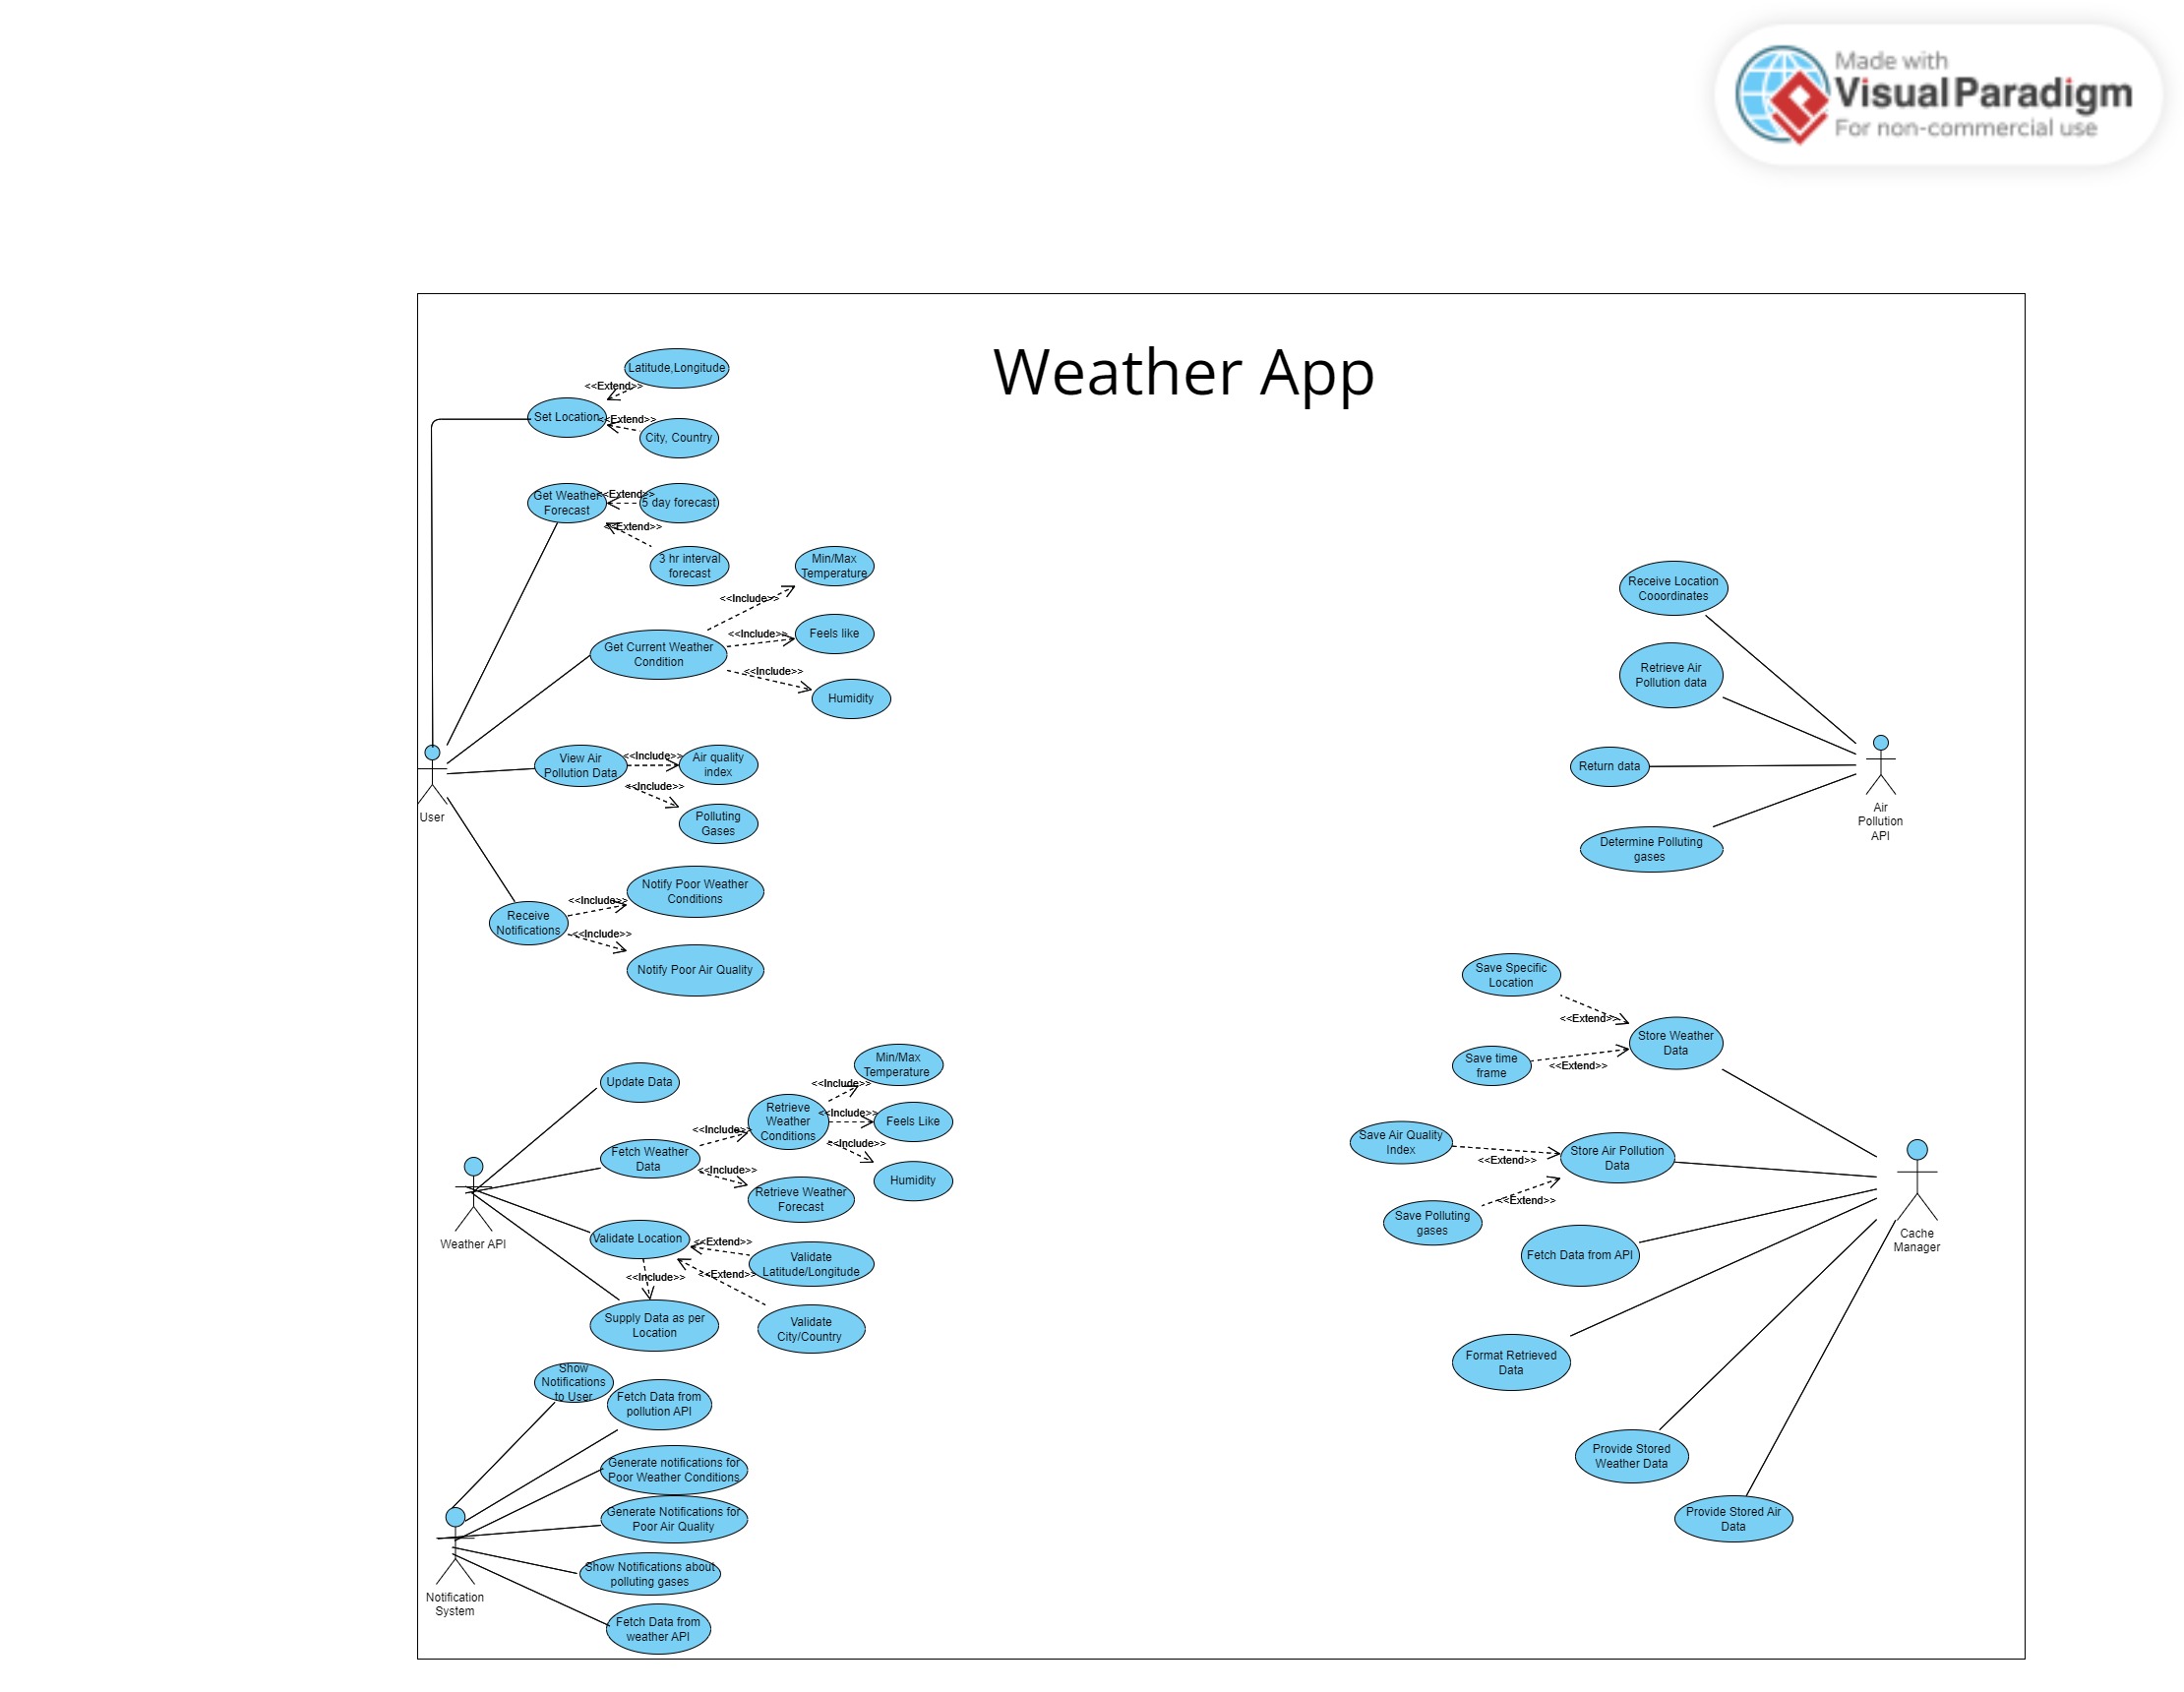 Made with
Visual Paradigm
For non-commercial use
Weather App
Latitude,Longitude
<<Extend>>
Set Location
<<Extend>>
City, Country
Get Weather
Forecast
<<Extend>>
5 day forecast
<<Extend>>
3 hr interval
forecast
Min/Max
Temperature
<<Include>>
Get Current Weather
Condition
<<Include>>
Feels like
<<Include>>
Humidity
View Air
Pollution Data
<<Include>>
Air quality
index
<<Include>>
Polluting
Gases
User
Notify Poor Weather
Conditions
<<Include>>
Receive
Notifications
<<Include>>
Notify Poor Air Quality
Receive Location
Cooordinates
Retrieve Air
Pollution data
Return data
Determine Polluting
gases
Air
Pollution
API
Update Data
Min/Max
Temperature
<<Include>>
Retrieve
Weather
Conditions
<<Include>>
Feels Like
<<Include>>
Humidity
Fetch Weather
Data
<<Include>>
<<Include>>
Retrieve Weather
Forecast
Weather API
Validate Location
<<Extend>>
Validate
Latitude/Longitude
<<Extend>>
Validate
City/Country
<<Include>>
Supply Data as per
Location
Save Specific
Location
<<Extend>>
Store Weather
Data
Save time
frame
<<Extend>>
Save Air Quality
Index
<<Extend>>
Store Air Pollution
Data
Save Polluting
gases
<<Extend>>
Fetch Data from API
Cache
Manager
Format Retrieved
Data
Provide Stored
Weather Data
Provide Stored Air
Data
Show
Notifications
to User
Fetch Data from
pollution API
Generate notifications for
Poor Weather Conditions
Generate Notifications for
Poor Air Quality
Show Notifications about
polluting gases
Fetch Data from
weather API
Notification
System